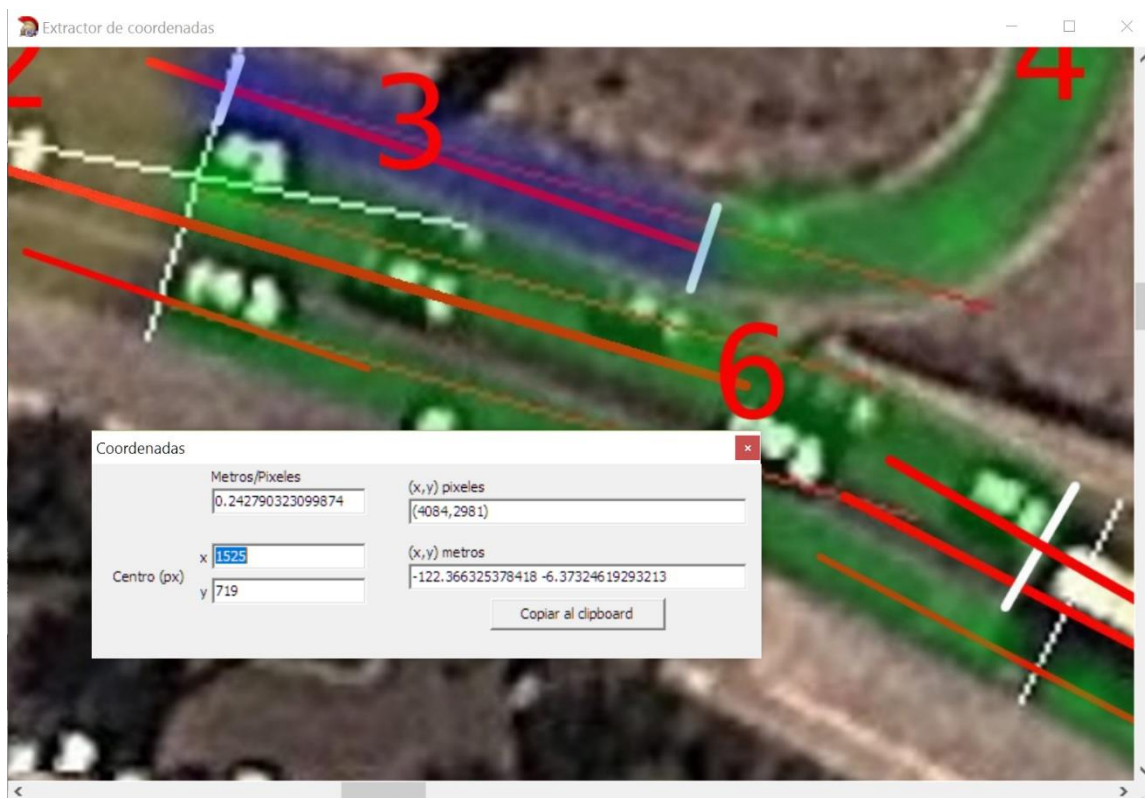 Extractor de coordenadas
2
3
4
6
Coordenadas
Metros/Pixeles
0.242790323099874
(x,y) pixeles
(4084,2981)
Centro (px)
x 1525
y 719
(x,y) metros
-122.366325378418 -6.37324619293213
Copiar al clipboard